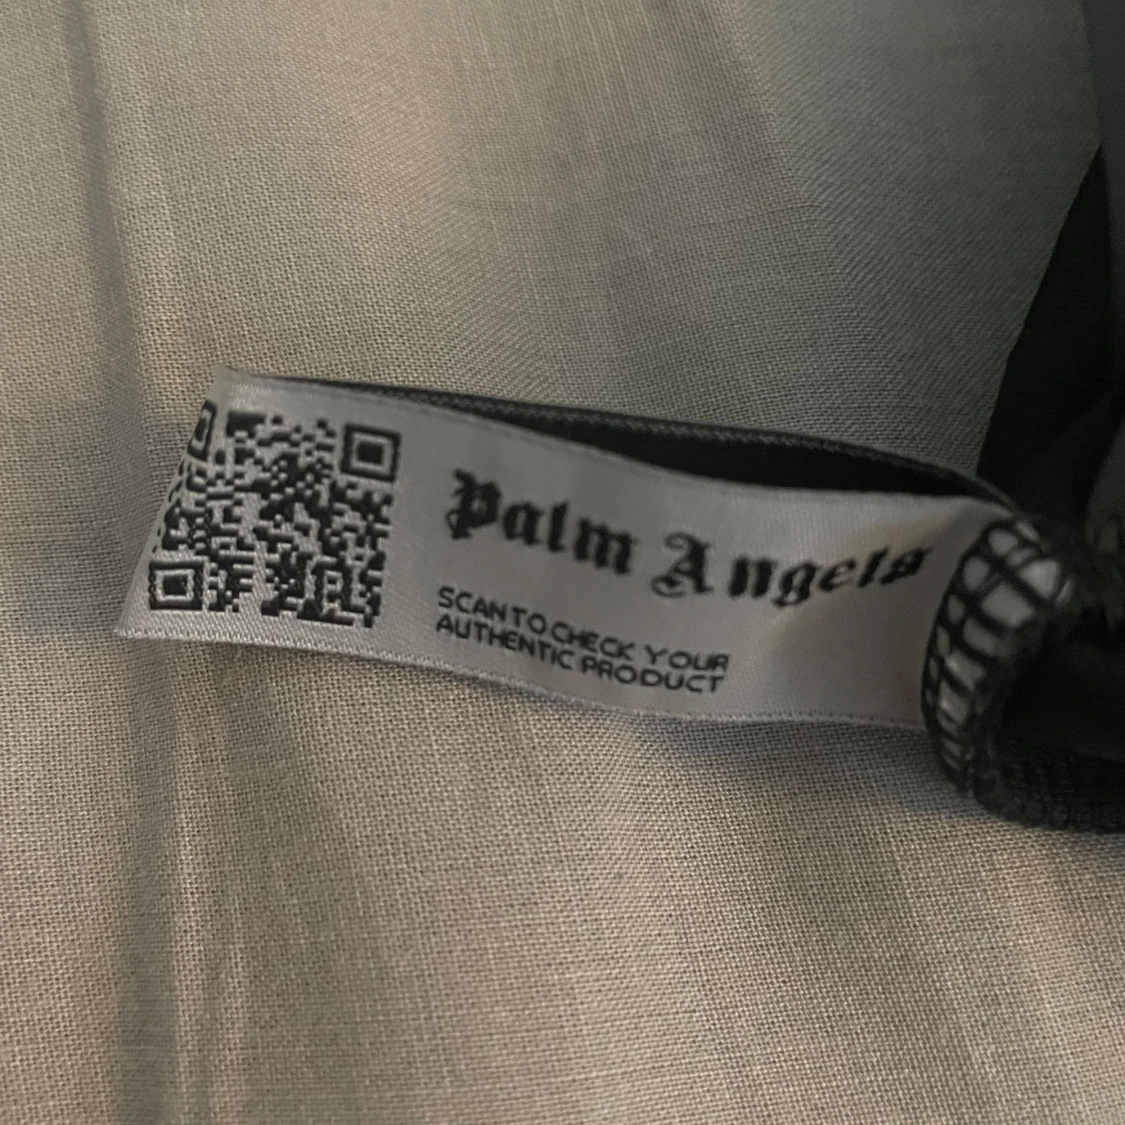 Palm Angels
SCAN TO CHECK YOUR
AUTHENTIC PRODUCT